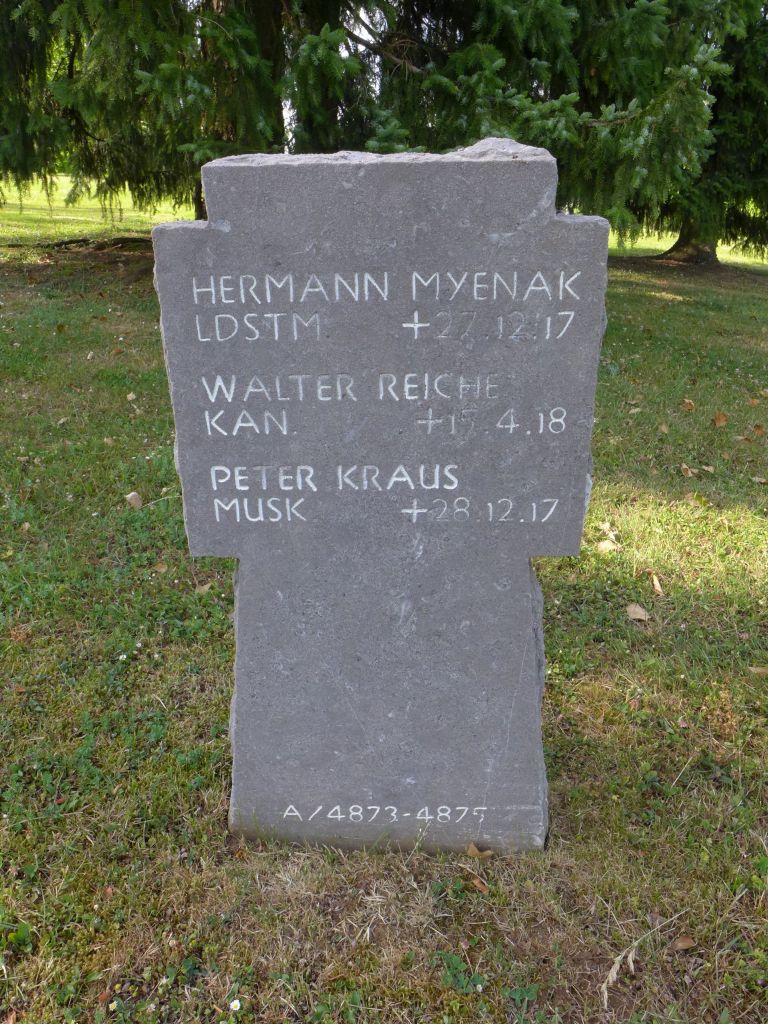 HERMANN MYENAK
LDSTM +27.12.17
WALTER REICHE
KAN. +15.4.18
PETER KRAUS
MUSK +28.12.17
A/4873-4875